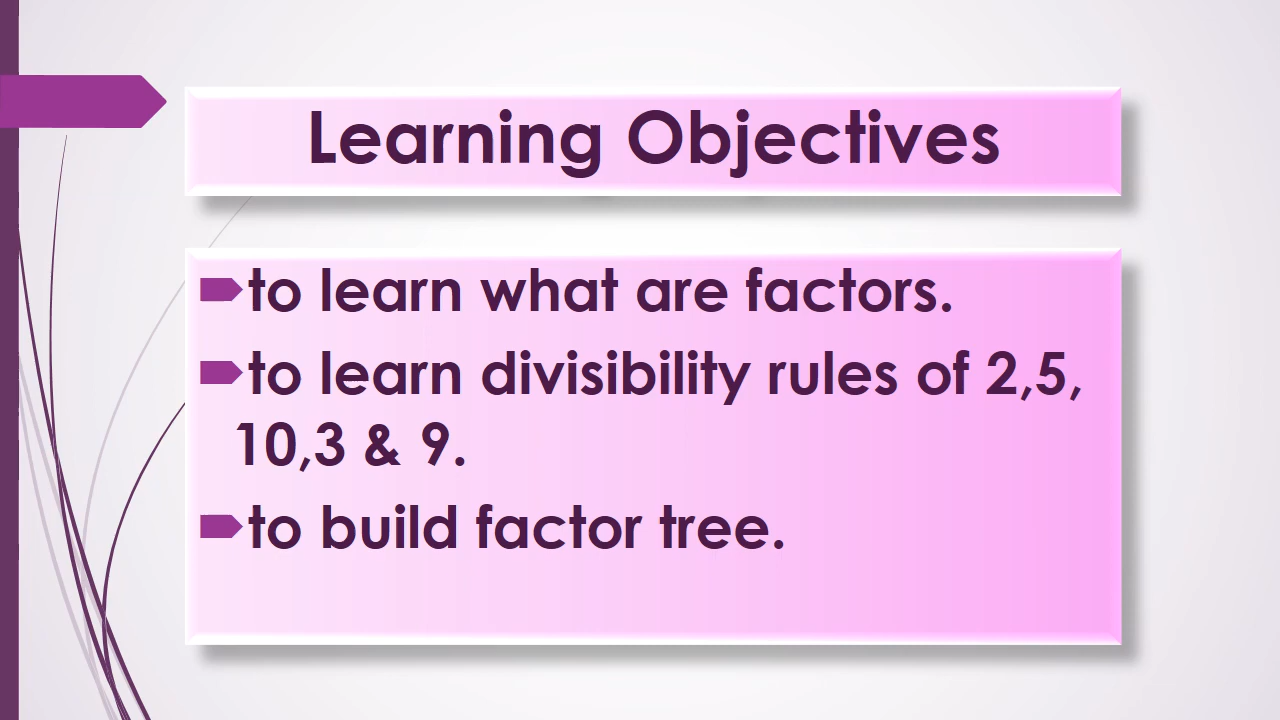 Learning Objectives
to learn what are factors.
to learn divisibility rules of 2,5,
10,3 & 9.
to build factor tree.